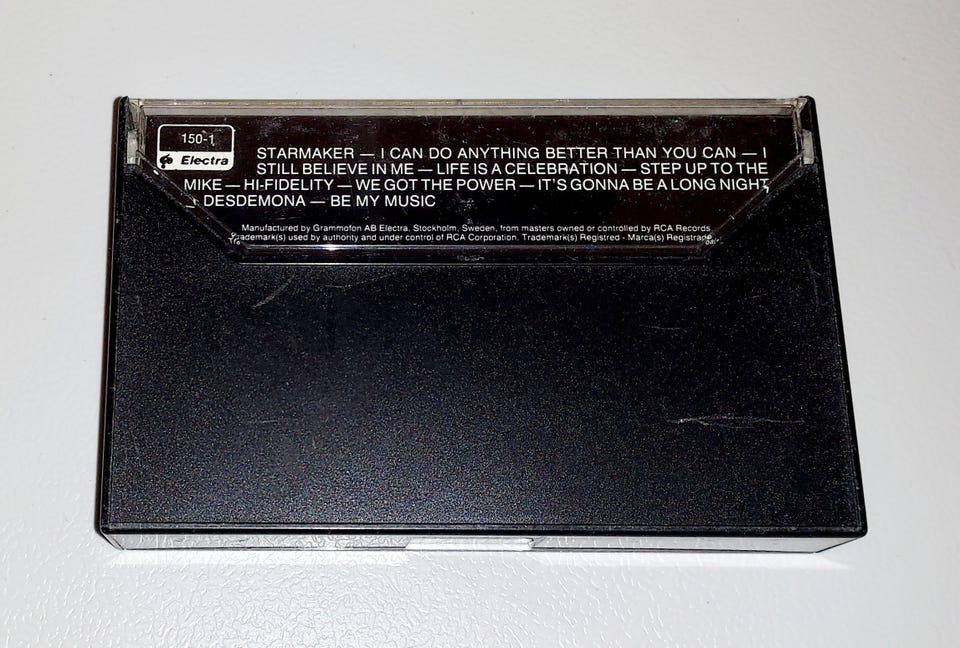 150-1
Electra
STARMAKER — I CAN DO ANYTHING BETTER THAN YOU CAN — I
STILL BELIEVE IN ME — LIFE IS A CELEBRATION — STEP UP TO THE
MIKE — HI-FIDELITY — WE GOT THE POWER — IT'S GONNA BE A LONG NIGHT
DESDEMONA — BE MY MUSIC
Manufactured by Grammofon AB Electra, Stockholm, Sweden, from masters owned or controlled by RCA Records.
Trademark(s) used by authority and under control of RCA Corporation. Trademark(s) Registred - Marca(s) Registrada